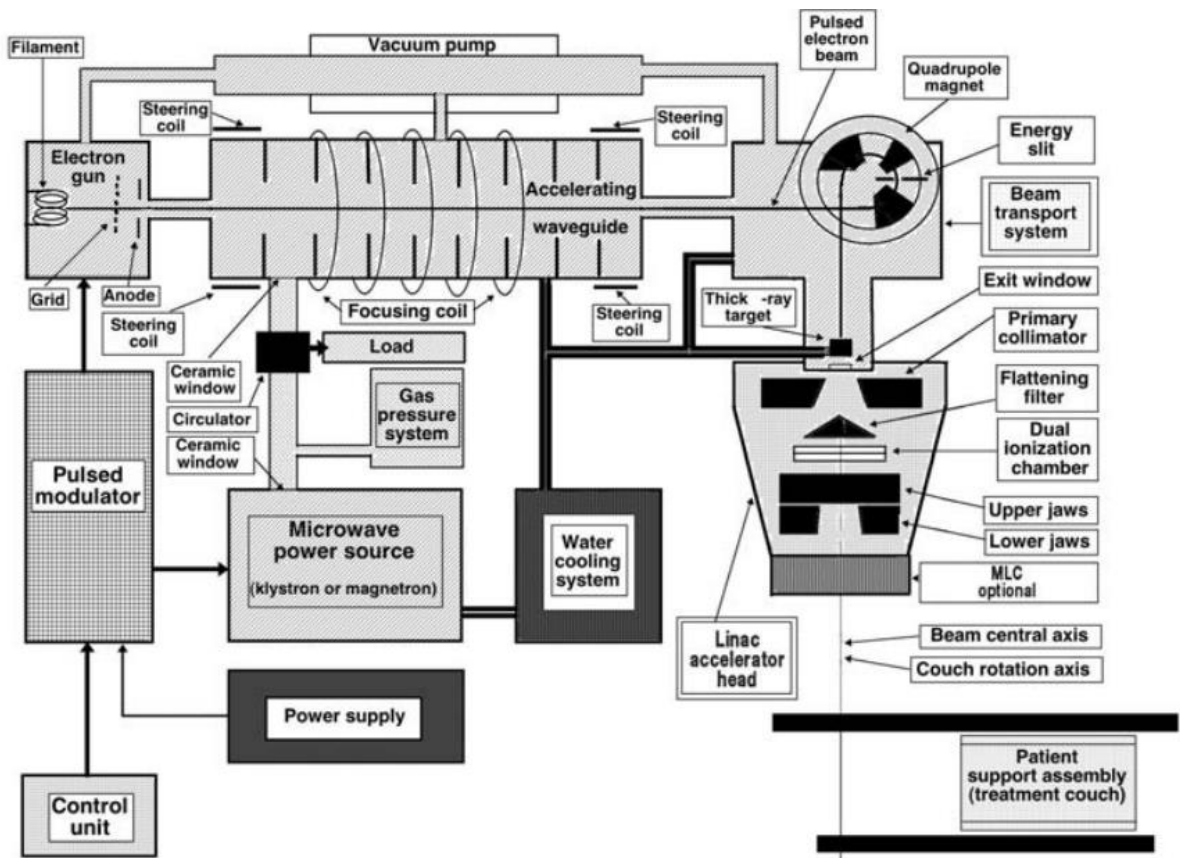 Filament
Vacuum pump
Pulsed
electron
beam
Quadrupole
magnet
Steering
coil
Steering
coil
Energy
slit
Electron
gun
Accelerating
waveguide
Beam
transport
system
Grid
Anode
Steering
coil
Focusing coil
Steering
coil
Thick -ray
target
Exit window
Primary
collimator
Load
Ceramic
window
Circulator
Ceramic
window
Gas
pressure
system
Flattening
filter
Dual
ionization
chamber
Pulsed
modulator
Microwave
power source
(klystron or magnetron)
Water
cooling
system
Upper jaws
Lower jaws
MLC
optional
Linac
accelerator
head
Beam central axis
Couch rotation axis
Power supply
Control
unit
Patient
support assembly
(treatment couch)